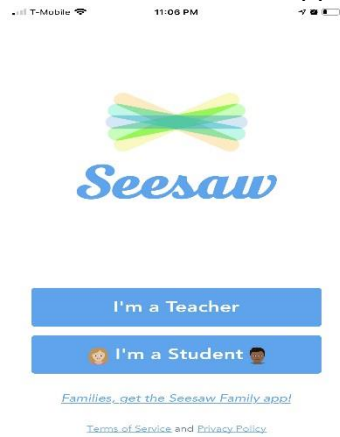 T-Mobile 11:06 PM
Seesaw
I'm a Teacher
I'm a Student
Families, get the Seesaw Family app!
Terms of Service and Privacy Policy